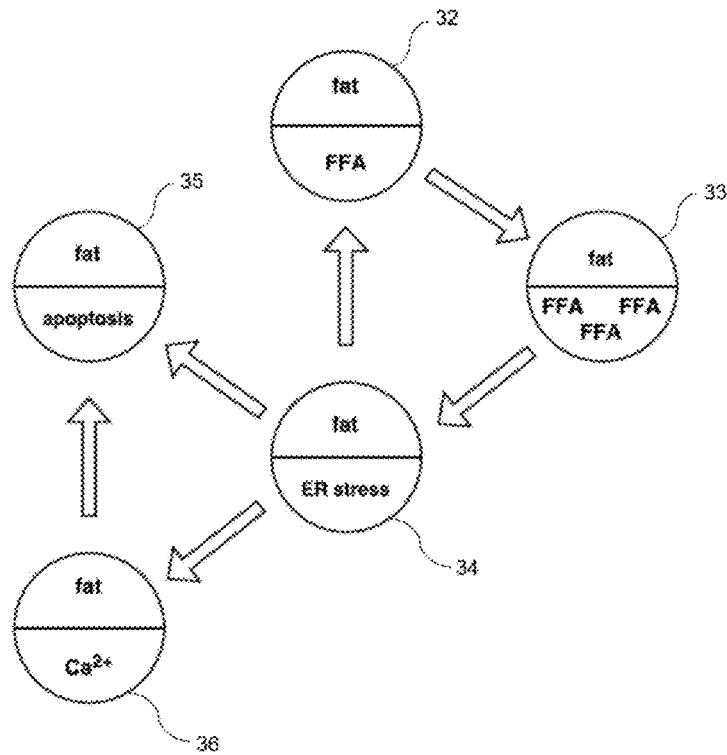 32
fat
FFA
35
fat
apoptosis
33
fat
FFA FFA
FFA
fat
ER stress
34
fat
Ca²⁺
36